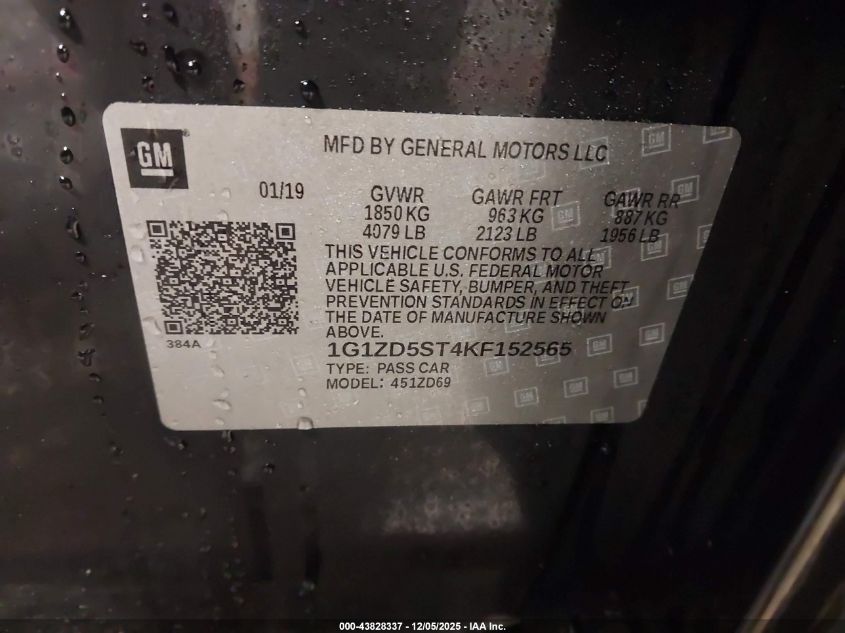 GM
MFD BY GENERAL MOTORS LLC
01/19 GVWR GAWR FRT GAWR RR
1850 KG 963 KG 887 KG
4079 LB 2123 LB 1956 LB
THIS VEHICLE CONFORMS TO ALL
APPLICABLE U.S. FEDERAL MOTOR
VEHICLE SAFETY, BUMPER, AND THEFT
PREVENTION STANDARDS IN EFFECT ON
THE DATE OF MANUFACTURE SHOWN
ABOVE.
384A
1G1ZD5ST4KF152565
TYPE: PASS CAR
MODEL: 451ZD69
000-43828337 - 12/05/2025 - IAA Inc.